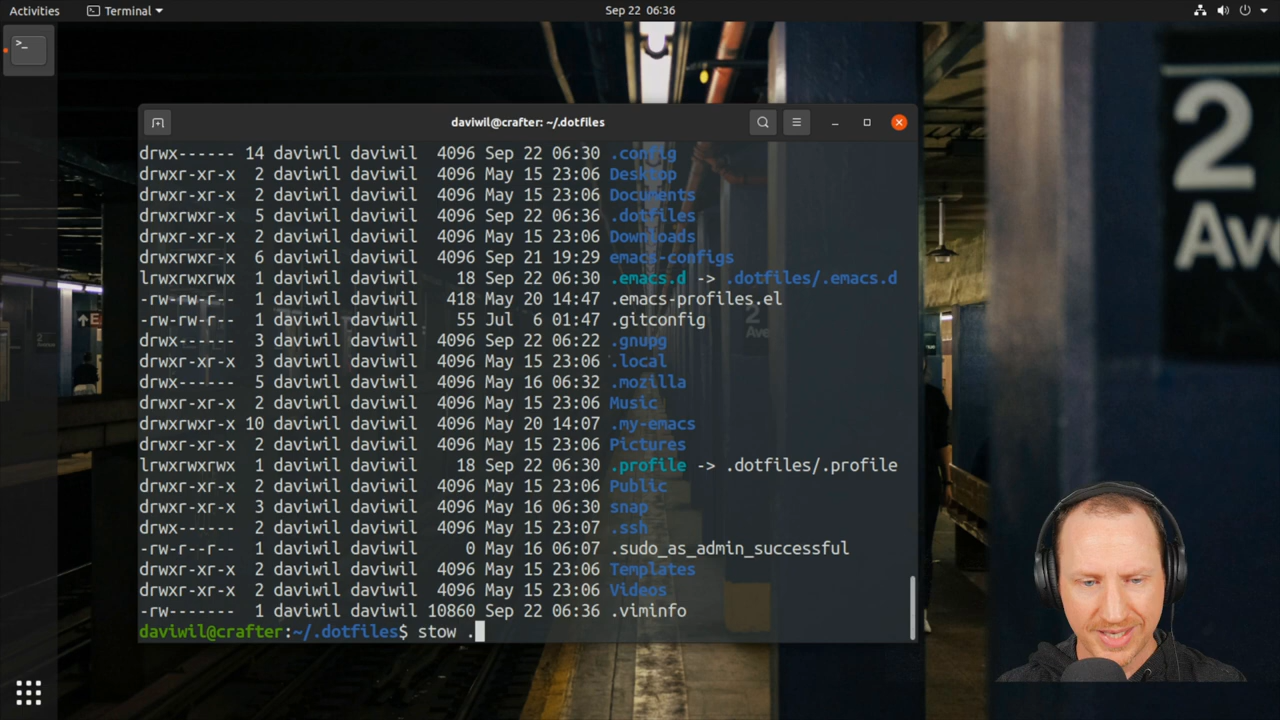 Activities
Terminal
Sep 22 06:36
daviwil@crafter: ~/.dotfiles
drwx------ 14 daviwil daviwil 4096 Sep 22 06:30 .config
drwxr-xr-x 2 daviwil daviwil 4096 May 15 23:06 Desktop
drwxr-xr-x 2 daviwil daviwil 4096 May 15 23:06 Documents
drwxrwxr-x 5 daviwil daviwil 4096 Sep 22 06:36 .dotfiles
drwxr-xr-x 2 daviwil daviwil 4096 May 15 23:06 Downloads
drwxrwxr-x 6 daviwil daviwil 4096 Sep 21 19:29 emacs-configs
lrwxrwxrwx 1 daviwil daviwil 18 Sep 22 06:30 .emacs.d -> .dotfiles/.emacs.d
-rw-rw-r-- 1 daviwil daviwil 418 May 20 14:47 .emacs-profiles.el
-rw-rw-r-- 1 daviwil daviwil 55 Jul 6 01:47 .gitconfig
drwx------ 3 daviwil daviwil 4096 Sep 22 06:22 .gnupg
drwxr-xr-x 3 daviwil daviwil 4096 May 15 23:06 .local
drwx------ 5 daviwil daviwil 4096 May 16 06:32 .mozilla
drwxr-xr-x 2 daviwil daviwil 4096 May 15 23:06 Music
drwxrwxr-x 10 daviwil daviwil 4096 May 20 14:07 .my-emacs
drwxr-xr-x 2 daviwil daviwil 4096 May 15 23:06 Pictures
lrwxrwxrwx 1 daviwil daviwil 18 Sep 22 06:30 .profile -> .dotfiles/.profile
drwxr-xr-x 2 daviwil daviwil 4096 May 15 23:06 Public
drwxr-xr-x 3 daviwil daviwil 4096 May 16 06:30 snap
drwx------ 2 daviwil daviwil 4096 May 15 23:07 .ssh
-rw-r--r-- 1 daviwil daviwil 0 May 16 06:07 .sudo_as_admin_successful
drwxr-xr-x 2 daviwil daviwil 4096 May 15 23:06 Templates
drwxr-xr-x 2 daviwil daviwil 4096 May 15 23:06 Videos
-rw------- 1 daviwil daviwil 10860 Sep 22 06:36 .viminfo
daviwil@crafter:~/.dotfiles$ stow .
2
Av
2
Ave